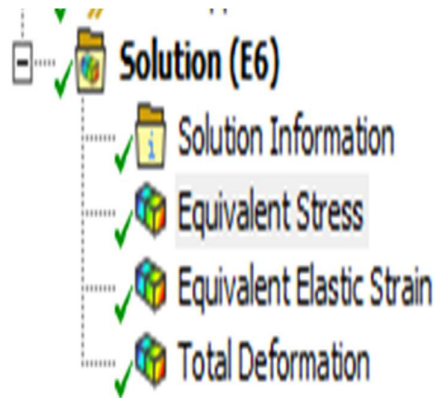 Solution (E6)
Solution Information
Equivalent Stress
Equivalent Elastic Strain
Total Deformation